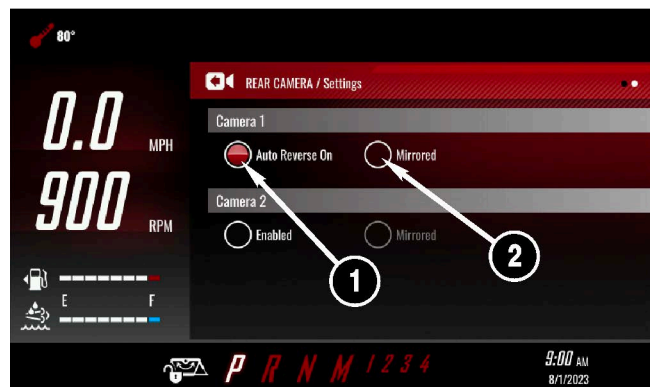 80°
REAR CAMERA / Settings
Camera 1
0.0 MPH
Auto Reverse On Mirrored
Camera 2
900 RPM
Enabled Mirrored
1 2
E F
P R N M 1 2 3 4
9:00 AM
8/1/2023